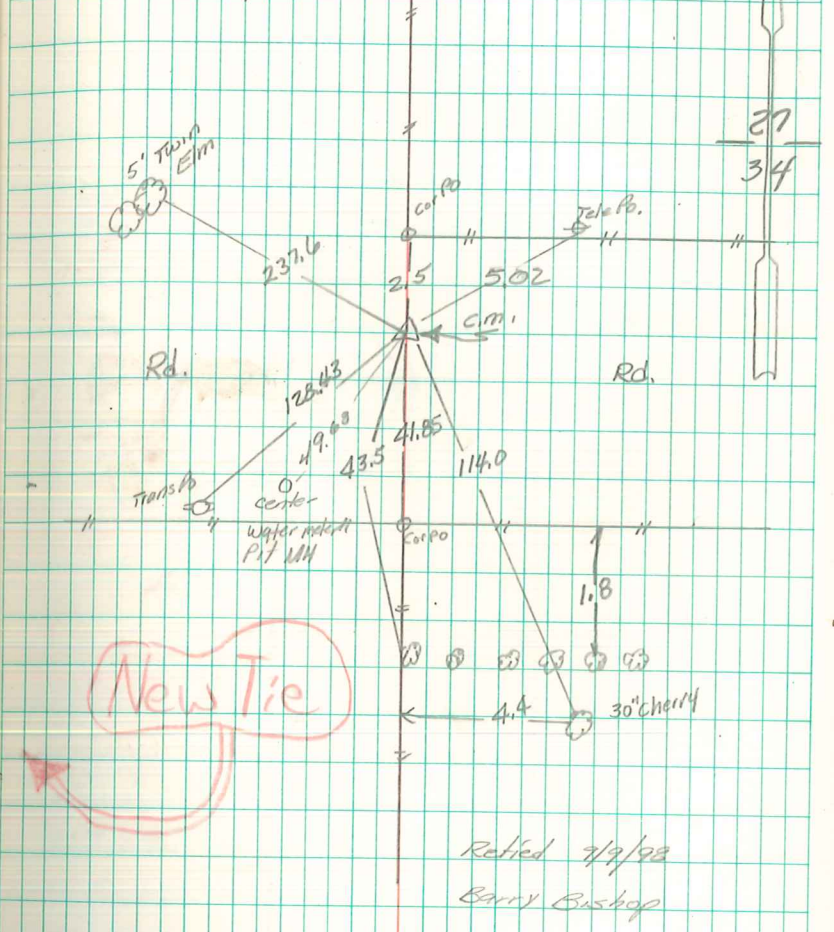 27
34
5' Twin
Elm
Cor Po
Tele Po.
237.6
2.5
5.02
C.M.
Rd.
Rd.
128.43
49.68
43.5
41.85
114.0
Trans Po
Center
Water meter
Pit MH
Cor Po
1.8
New Tie
4.4
30" Cherry
Retied 9/9/98
Barry Bishop